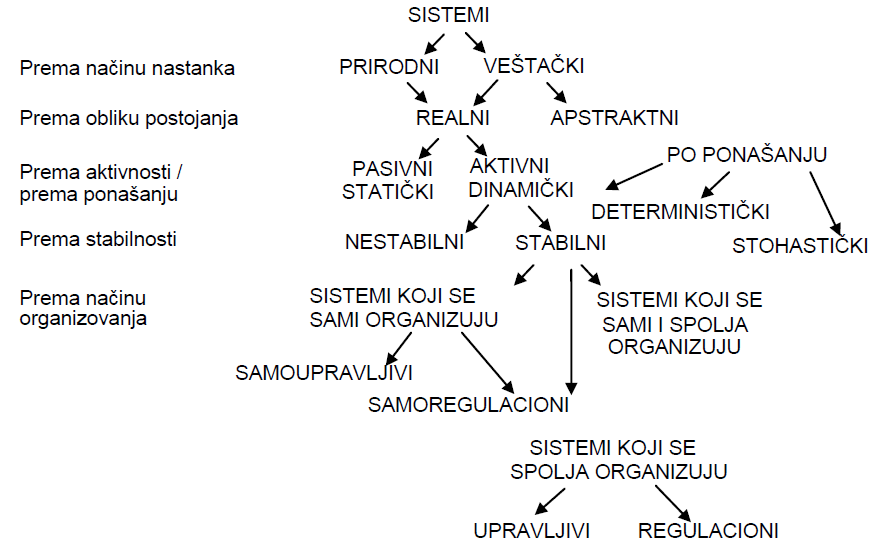 SISTEMI
Prema načinu nastanka
PRIRODNI
VEŠTAČKI
Prema obliku postojanja
REALNI
APSTRAKTNI
Prema aktivnosti /
prema ponašanju
PASIVNI
STATIČKI
AKTIVNI
DINAMIČKI
PO PONAŠANJU
DETERMINISTIČKI
STOHASTIČKI
Prema stabilnosti
NESTABILNI
STABILNI
Prema načinu
organizovanja
SISTEMI KOJI SE
SAMI ORGANIZUJU
SISTEMI KOJI SE
SAMI I SPOLJA
ORGANIZUJU
SAMOUPRAVLJIVI
SAMOREGULACIONI
SISTEMI KOJI SE
SPOLJA ORGANIZUJU
UPRAVLJIVI
REGULACIONI